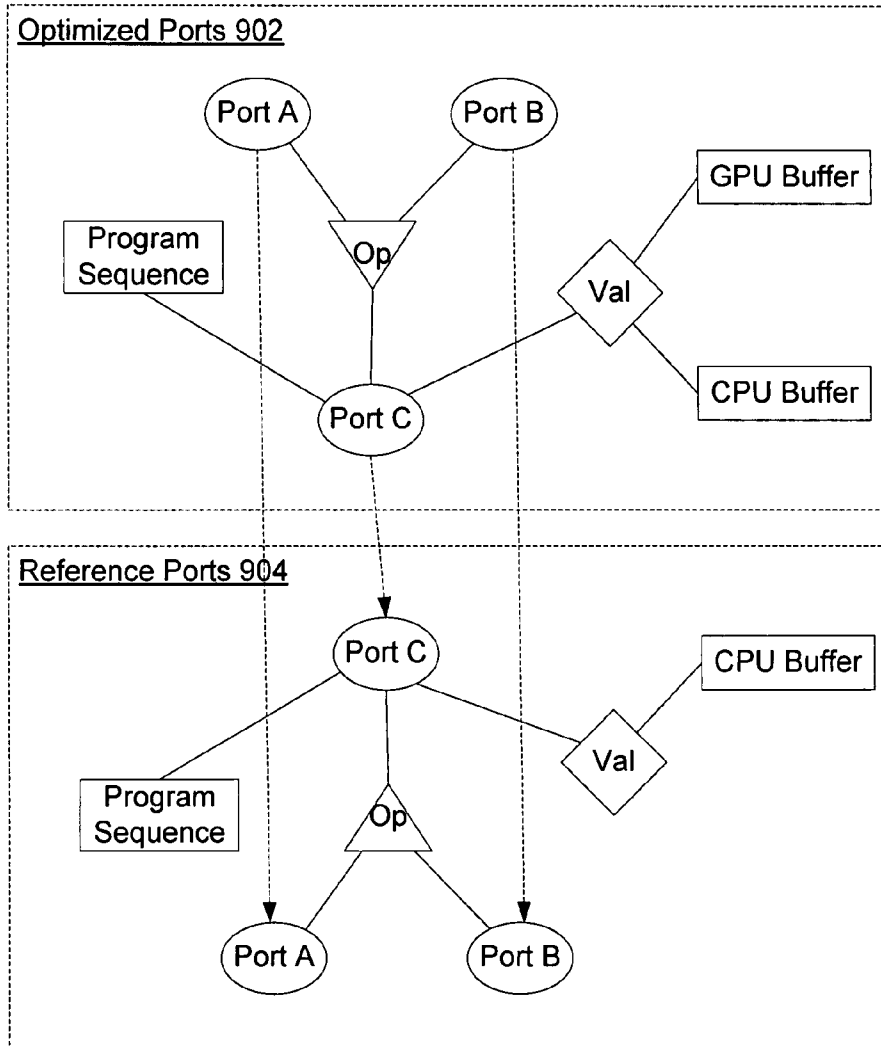 Optimized Ports 902
Port A
Port B
GPU Buffer
Program
Sequence
Op
Val
CPU Buffer
Port C
Reference Ports 904
Port C
CPU Buffer
Val
Program
Sequence
Op
Port A
Port B